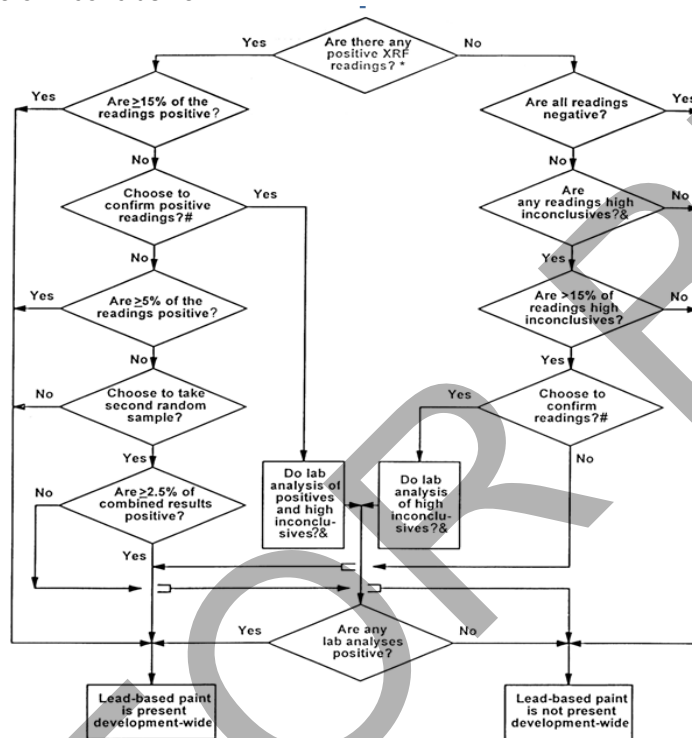 Are there any
positive XRF
readings? *
Yes
No
Are ≥15% of the
readings positive?
Yes
No
Are all readings
negative?
Yes
No
Choose to
confirm positive
readings?#
Yes
No
Are
any readings high
inconclusives?&
No
Yes
Are ≥5% of the
readings positive?
Yes
No
Are >15% of
readings high
inconclusives?
No
Yes
Choose to take
second random
sample?
No
Yes
Choose to
confirm
readings?#
Yes
No
Are ≥2.5% of
combined results
positive?
No
Yes
Do lab
analysis of
positives
and high
inconclu-
sives?&
Do lab
analysis
of high
inconclu-
sives?&
Are any
lab analyses
positive?
Yes
No
Lead-based paint
is present
development-wide
Lead-based paint
is not present
development-wide